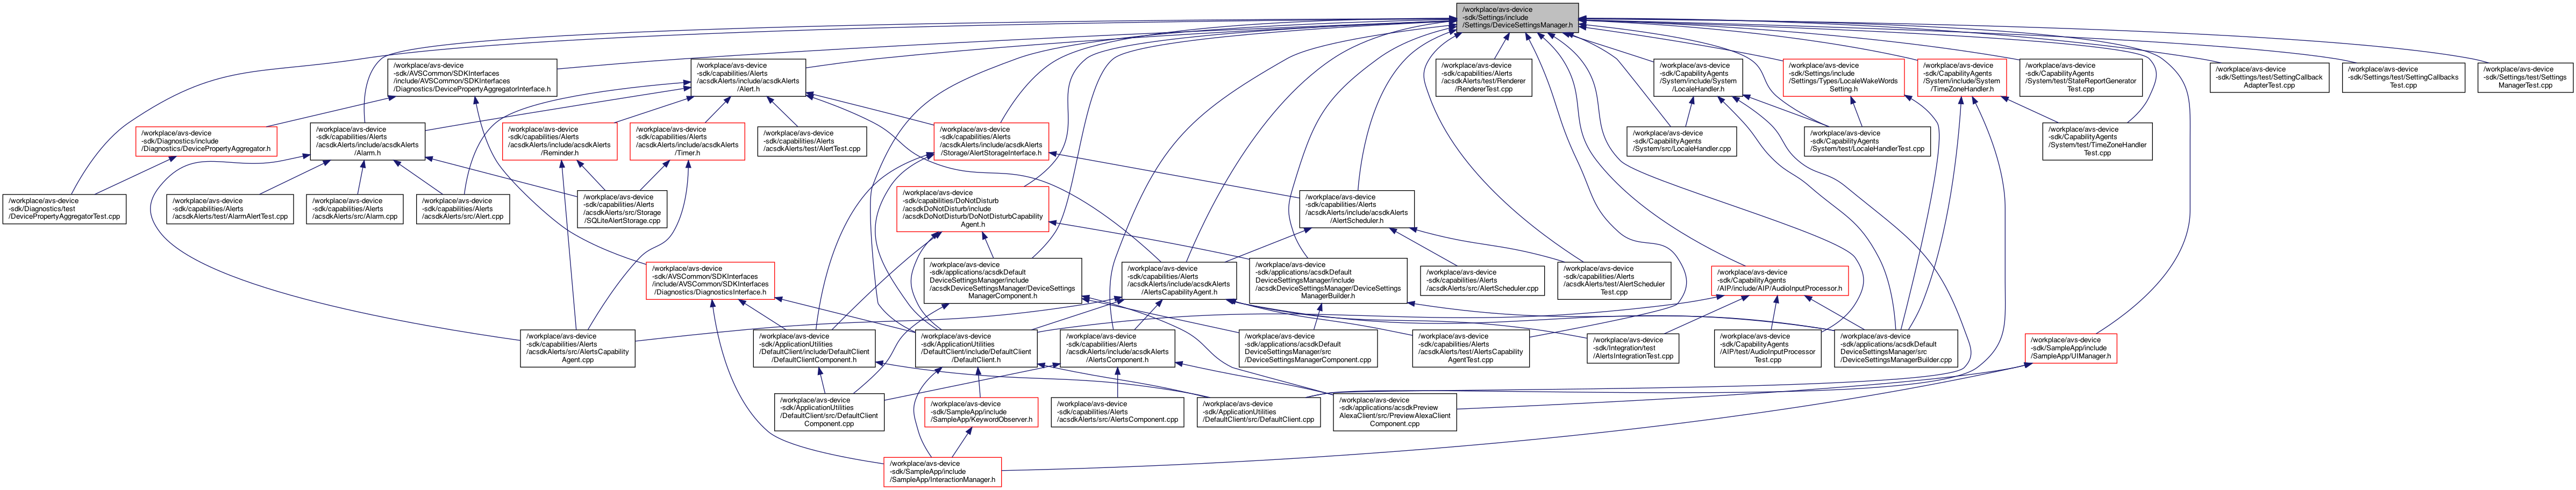 /workplace/avs-device
-sdk/Settings/include
/Settings/DeviceSettingsManager.h
/workplace/avs-device
-sdk/AVSCommon/SDKInterfaces
/include/AVSCommon/SDKInterfaces
/Diagnostics/DevicePropertyAggregatorInterface.h
/workplace/avs-device
-sdk/capabilities/Alerts
/acsdkAlerts/include/acsdkAlerts
/Alert.h
/workplace/avs-device
-sdk/capabilities/Alerts
/acsdkAlerts/test/Renderer
/RendererTest.cpp
/workplace/avs-device
-sdk/CapabilityAgents
/System/include/System
/LocaleHandler.h
/workplace/avs-device
-sdk/Settings/include
/Settings/Types/LocaleWakeWords
Setting.h
/workplace/avs-device
-sdk/CapabilityAgents
/System/include/System
/TimeZoneHandler.h
/workplace/avs-device
-sdk/CapabilityAgents
/System/test/StateReportGenerator
Test.cpp
/workplace/avs-device
-sdk/Settings/test/SettingCallback
AdapterTest.cpp
/workplace/avs-device
-sdk/Settings/test/SettingCallbacks
Test.cpp
/workplace/avs-device
-sdk/Settings/test/Settings
ManagerTest.cpp
/workplace/avs-device
-sdk/Diagnostics/include
/Diagnostics/DevicePropertyAggregator.h
/workplace/avs-device
-sdk/capabilities/Alerts
/acsdkAlerts/include/acsdkAlerts
/Alarm.h
/workplace/avs-device
-sdk/capabilities/Alerts
/acsdkAlerts/include/acsdkAlerts
/Reminder.h
/workplace/avs-device
-sdk/capabilities/Alerts
/acsdkAlerts/include/acsdkAlerts
/Timer.h
/workplace/avs-device
-sdk/capabilities/Alerts
/acsdkAlerts/test/AlertTest.cpp
/workplace/avs-device
-sdk/capabilities/Alerts
/acsdkAlerts/include/acsdkAlerts
/Storage/AlertStorageInterface.h
/workplace/avs-device
-sdk/CapabilityAgents
/System/src/LocaleHandler.cpp
/workplace/avs-device
-sdk/CapabilityAgents
/System/test/LocaleHandlerTest.cpp
/workplace/avs-device
-sdk/CapabilityAgents
/System/test/TimeZoneHandler
Test.cpp
/workplace/avs-device
-sdk/Diagnostics/test
/DevicePropertyAggregatorTest.cpp
/workplace/avs-device
-sdk/capabilities/Alerts
/acsdkAlerts/test/AlarmAlertTest.cpp
/workplace/avs-device
-sdk/capabilities/Alerts
/acsdkAlerts/src/Alarm.cpp
/workplace/avs-device
-sdk/capabilities/Alerts
/acsdkAlerts/src/Alert.cpp
/workplace/avs-device
-sdk/capabilities/Alerts
/acsdkAlerts/src/Storage
/SQLiteAlertStorage.cpp
/workplace/avs-device
-sdk/capabilities/DoNotDisturb
/acsdkDoNotDisturb/include
/acsdkDoNotDisturb/DoNotDisturbCapability
Agent.h
/workplace/avs-device
-sdk/capabilities/Alerts
/acsdkAlerts/include/acsdkAlerts
/AlertScheduler.h
/workplace/avs-device
-sdk/AVSCommon/SDKInterfaces
/include/AVSCommon/SDKInterfaces
/Diagnostics/DiagnosticsInterface.h
/workplace/avs-device
-sdk/applications/acsdkDefault
DeviceSettingsManager/include
/acsdkDeviceSettingsManager/DeviceSettings
ManagerComponent.h
/workplace/avs-device
-sdk/capabilities/Alerts
/acsdkAlerts/include/acsdkAlerts
/AlertsCapabilityAgent.h
/workplace/avs-device
-sdk/applications/acsdkDefault
DeviceSettingsManager/include
/acsdkDeviceSettingsManager/DeviceSettings
ManagerBuilder.h
/workplace/avs-device
-sdk/capabilities/Alerts
/acsdkAlerts/src/AlertScheduler.cpp
/workplace/avs-device
-sdk/capabilities/Alerts
/acsdkAlerts/test/AlertScheduler
Test.cpp
/workplace/avs-device
-sdk/CapabilityAgents
/AIP/include/AIP/AudioInputProcessor.h
/workplace/avs-device
-sdk/capabilities/Alerts
/acsdkAlerts/src/AlertsCapability
Agent.cpp
/workplace/avs-device
-sdk/ApplicationUtilities
/DefaultClient/include/DefaultClient
/DefaultClientComponent.h
/workplace/avs-device
-sdk/ApplicationUtilities
/DefaultClient/include/DefaultClient
/DefaultClient.h
/workplace/avs-device
-sdk/capabilities/Alerts
/acsdkAlerts/include/acsdkAlerts
/AlertsComponent.h
/workplace/avs-device
-sdk/applications/acsdkDefault
DeviceSettingsManager/src
/DeviceSettingsManagerComponent.cpp
/workplace/avs-device
-sdk/capabilities/Alerts
/acsdkAlerts/test/AlertsCapability
AgentTest.cpp
/workplace/avs-device
-sdk/Integration/test
/AlertsIntegrationTest.cpp
/workplace/avs-device
-sdk/CapabilityAgents
/AIP/test/AudioInputProcessor
Test.cpp
/workplace/avs-device
-sdk/applications/acsdkDefault
DeviceSettingsManager/src
/DeviceSettingsManagerBuilder.cpp
/workplace/avs-device
-sdk/SampleApp/include
/SampleApp/UIManager.h
/workplace/avs-device
-sdk/ApplicationUtilities
/DefaultClient/src/DefaultClient
Component.cpp
/workplace/avs-device
-sdk/SampleApp/include
/SampleApp/KeywordObserver.h
/workplace/avs-device
-sdk/capabilities/Alerts
/acsdkAlerts/src/AlertsComponent.cpp
/workplace/avs-device
-sdk/ApplicationUtilities
/DefaultClient/src/DefaultClient.cpp
/workplace/avs-device
-sdk/applications/acsdkPreview
AlexaClient/src/PreviewAlexaClient
Component.cpp
/workplace/avs-device
-sdk/SampleApp/include
/SampleApp/InteractionManager.h